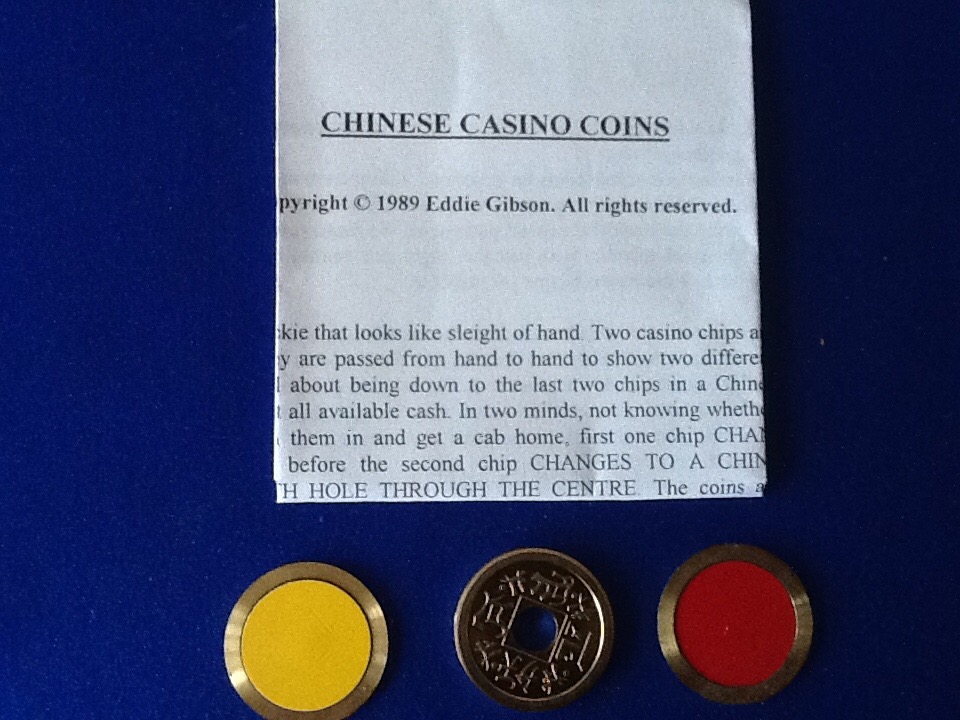 CHINESE CASINO COINS
pyright © 1989 Eddie Gibson. All rights reserved.
kie that looks like sleight of hand. Two casino chips a
y are passed from hand to hand to show two differe
about being down to the last two chips in a Chin
all available cash. In two minds, not knowing wheth
them in and get a cab home, first one chip CHA
before the second chip CHANGES TO A CHIN
H HOLE THROUGH THE CENTRE. The coins a